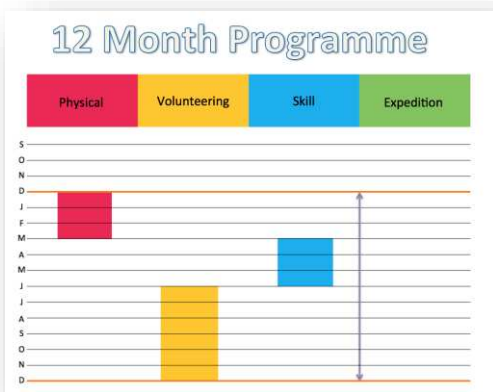 12 Month Programme
Physical Volunteering Skill Expedition
S
O
N
D
J
F
M
A
M
J
J
A
S
O
N
D